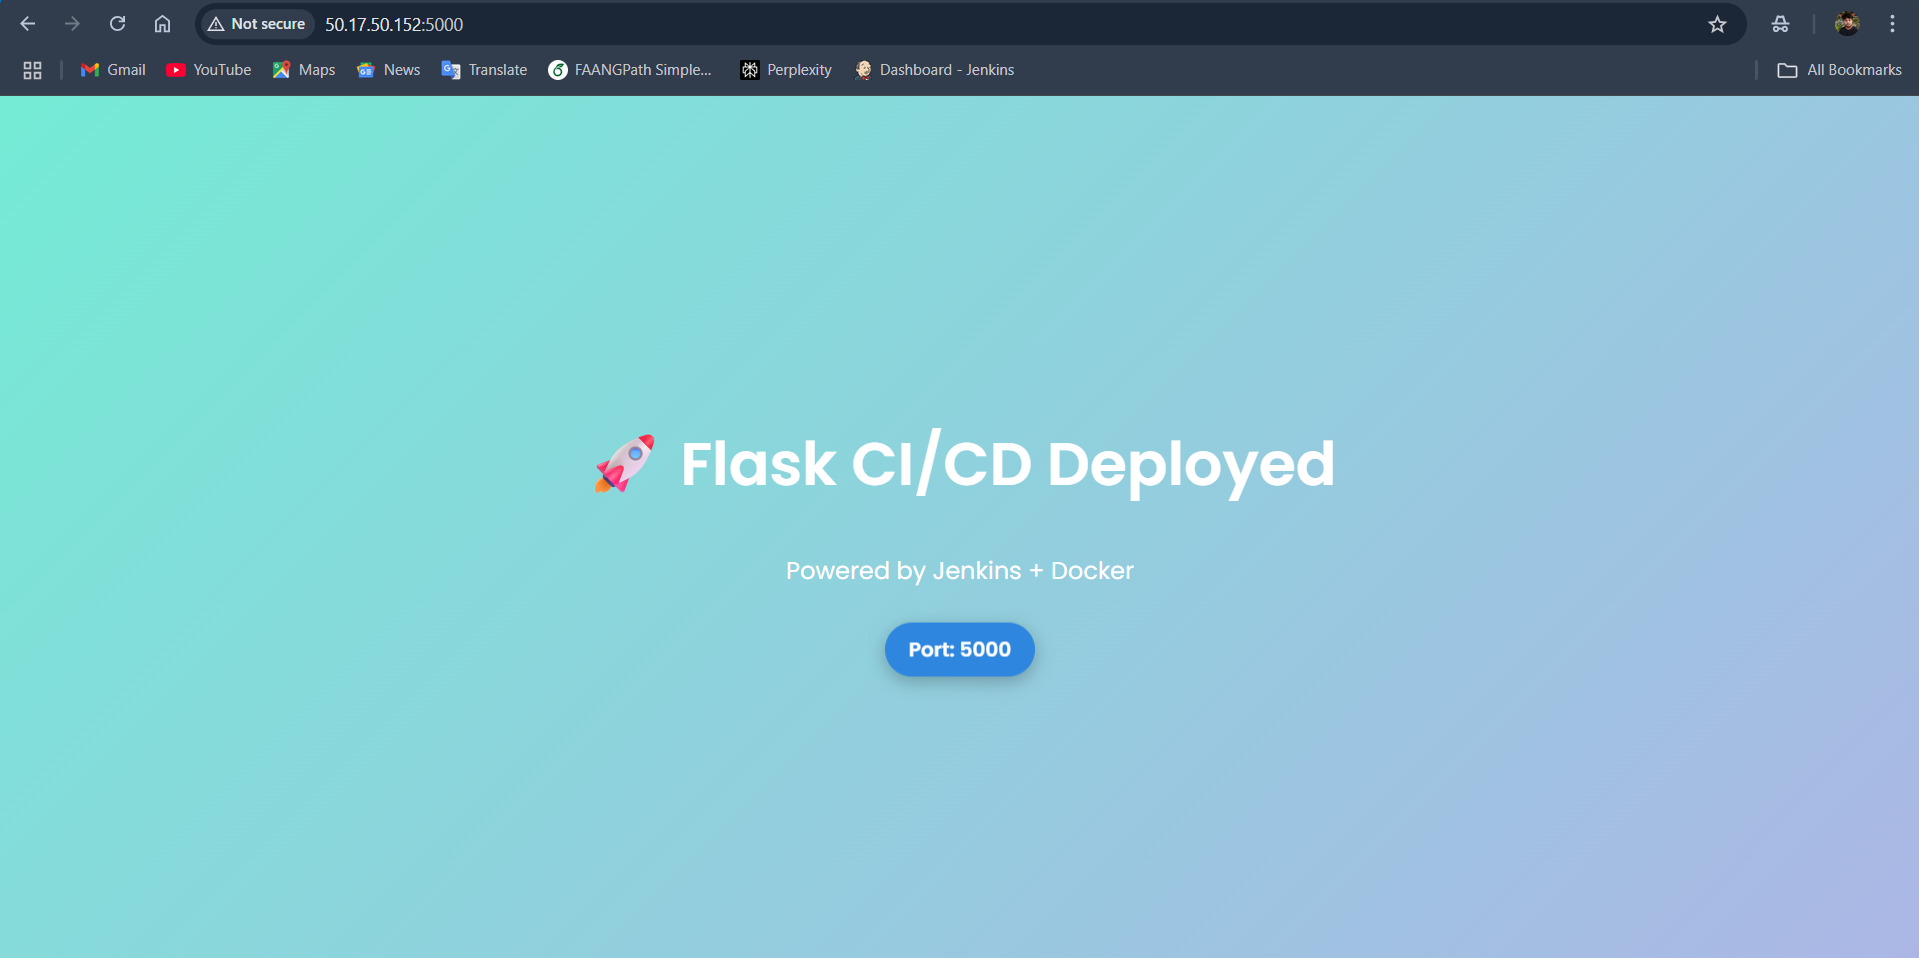 Not secure 50.17.50.152:5000
Gmail YouTube Maps News Translate FAANGPath Simple... Perplexity Dashboard - Jenkins All Bookmarks
🚀 Flask CI/CD Deployed
Powered by Jenkins + Docker
Port: 5000